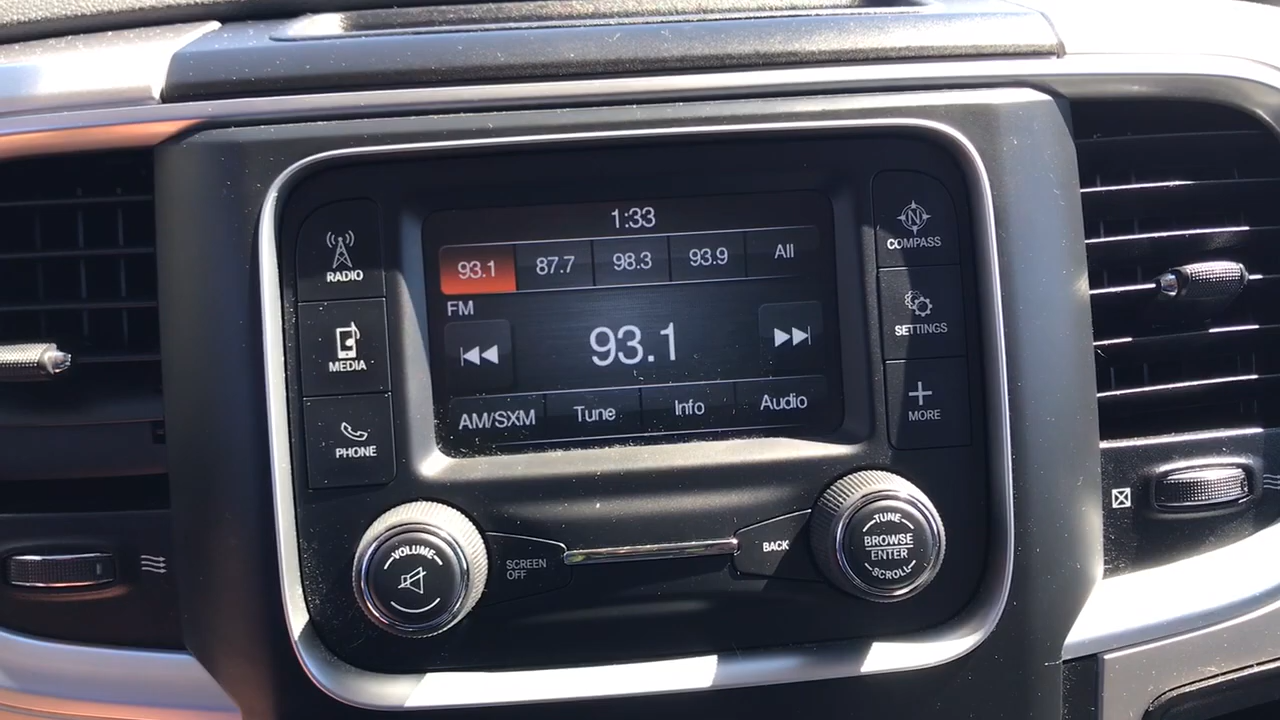 1:33
93.1 87.7 98.3 93.9 All
FM
93.1
AM/SXM Tune Info Audio
RADIO
MEDIA
PHONE
N
COMPASS
SETTINGS
MORE
VOLUME
SCREEN
OFF
BACK
TUNE
BROWSE
ENTER
SCROLL